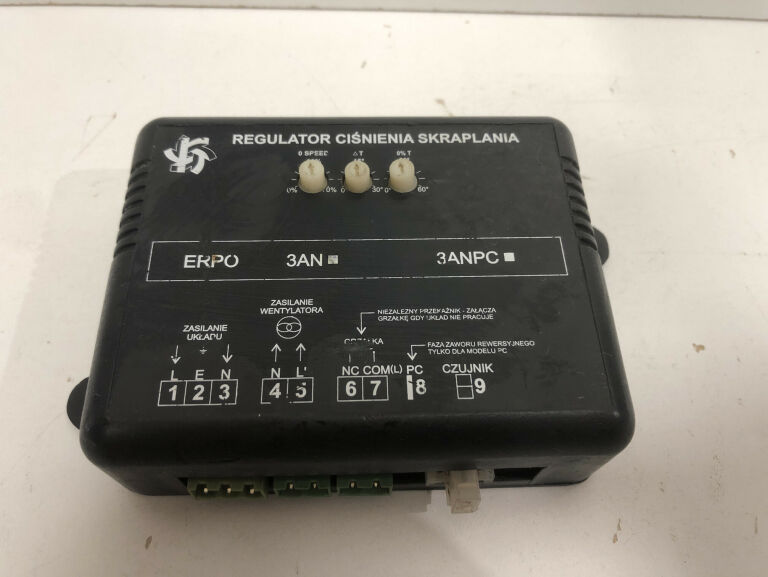 REGULATOR CIŚNIENIA SKRAPLANIA
0 SPEED ΔT 0% T
0% 0% 0 30° 0° 60°
ERPO 3AN 3ANPC
ZASILANIE
WENTYLATORA
NIEZALEŻNY PRZEKAŹNIK - ZAŁĄCZA
GRZAŁKĘ GDY UKŁAD NIE PRACUJE
ZASILANIE
UKŁADU
FAZA ZAWORU REWERSYJNEGO
TYLKO DLA MODELU PC
L E N N L' NC COM(L) PC CZUJNIK
1 2 3 4 5 6 7 8 9